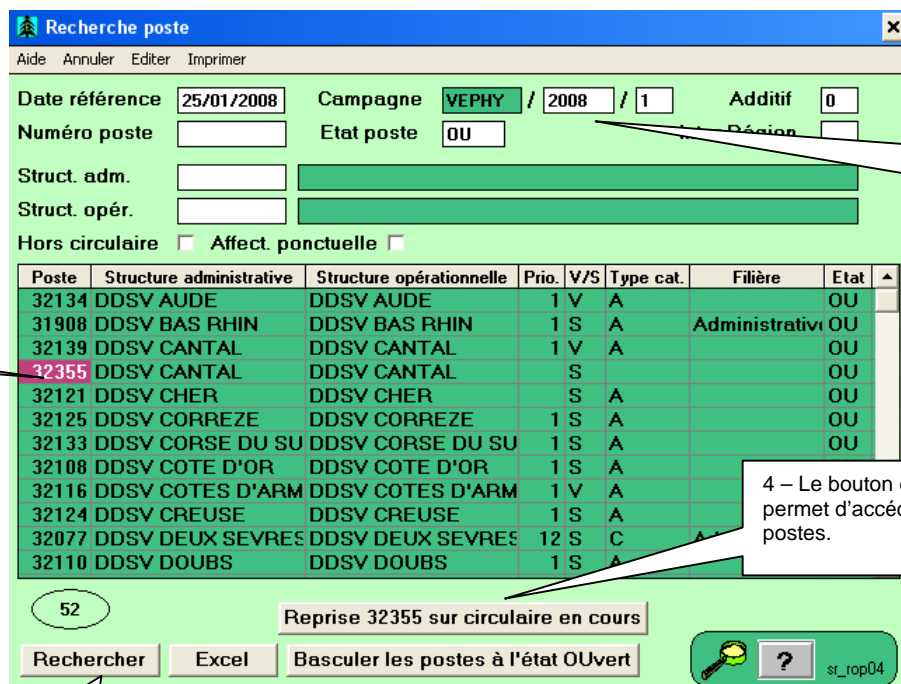 Recherche poste
Aide Annuler Editer Imprimer
Date référence 25/01/2008 Campagne VEPHY / 2008 / 1 Additif 0
Numéro poste Etat poste OU Région
Struct. adm.
Struct. opér.
Hors circulaire Affect. ponctuelle
Poste Structure administrative Structure opérationnelle Prio. V/S Type cat. Filière Etat
32134 DDSV AUDE DDSV AUDE 1 V A OU
31908 DDSV BAS RHIN DDSV BAS RHIN 1 S A Administrativ OU
32139 DDSV CANTAL DDSV CANTAL 1 V A OU
32355 DDSV CANTAL DDSV CANTAL S OU
32121 DDSV CHER DDSV CHER S A OU
32125 DDSV CORREZE DDSV CORREZE 1 S A OU
32133 DDSV CORSE DU SU DDSV CORSE DU SU 1 S A OU
32108 DDSV COTE D'OR DDSV COTE D'OR 1 S A
32116 DDSV COTES D'ARM DDSV COTES D'ARM 1 V A
32124 DDSV CREUSE DDSV CREUSE 1 S A
32077 DDSV DEUX SEVRES DDSV DEUX SEVRES 12 S C
32110 DDSV DOUBS DDSV DOUBS 1 S A
4 – Le bouton
permet d'accéd
postes.
52
Reprise 32355 sur circulaire en cours
Rechercher Excel Basculer les postes à l'état OUvert ? sr_rop04